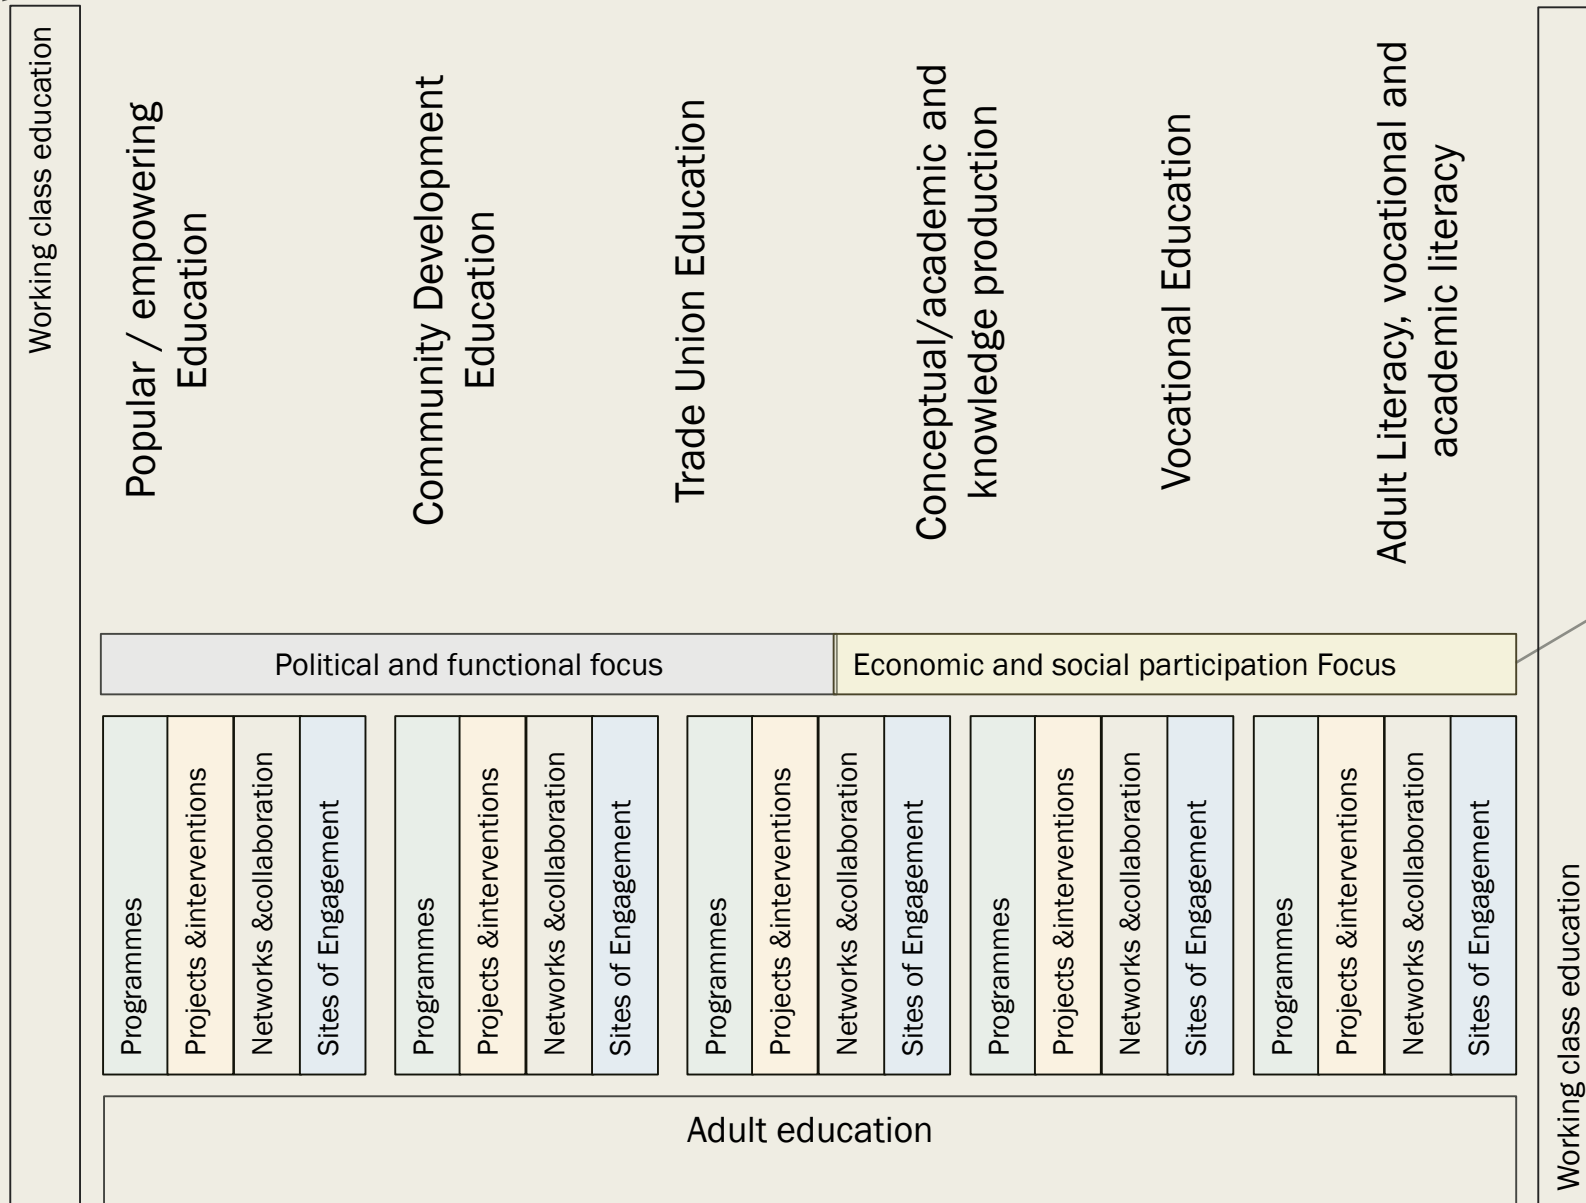 Working class education
Popular / empowering
Education
Community Development
Education
Trade Union Education
Conceptual/academic and
knowledge production
Vocational Education
Adult Literacy, vocational and
academic literacy
Political and functional focus
Economic and social participation Focus
Programmes
Projects &interventions
Networks &collaboration
Sites of Engagement
Programmes
Projects &interventions
Networks &collaboration
Sites of Engagement
Programmes
Projects &interventions
Networks &collaboration
Sites of Engagement
Programmes
Projects &interventions
Networks &collaboration
Sites of Engagement
Programmes
Projects &interventions
Networks &collaboration
Sites of Engagement
Adult education
Working class education